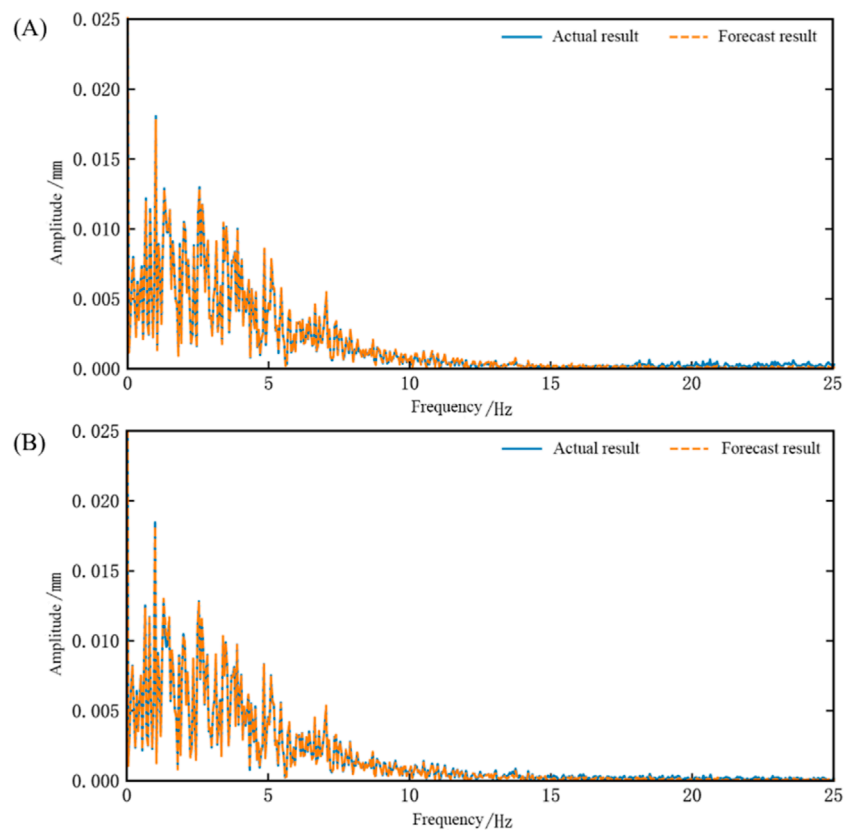 (A)
Actual result Forecast result
0.025
0.020
0.015
0.010
0.005
0.000
Amplitude/mm
0 5 10 15 20 25
Frequency/Hz
(B)
Actual result Forecast result
0.025
0.020
0.015
0.010
0.005
0.000
Amplitude/mm
0 5 10 15 20 25
Frequency/Hz